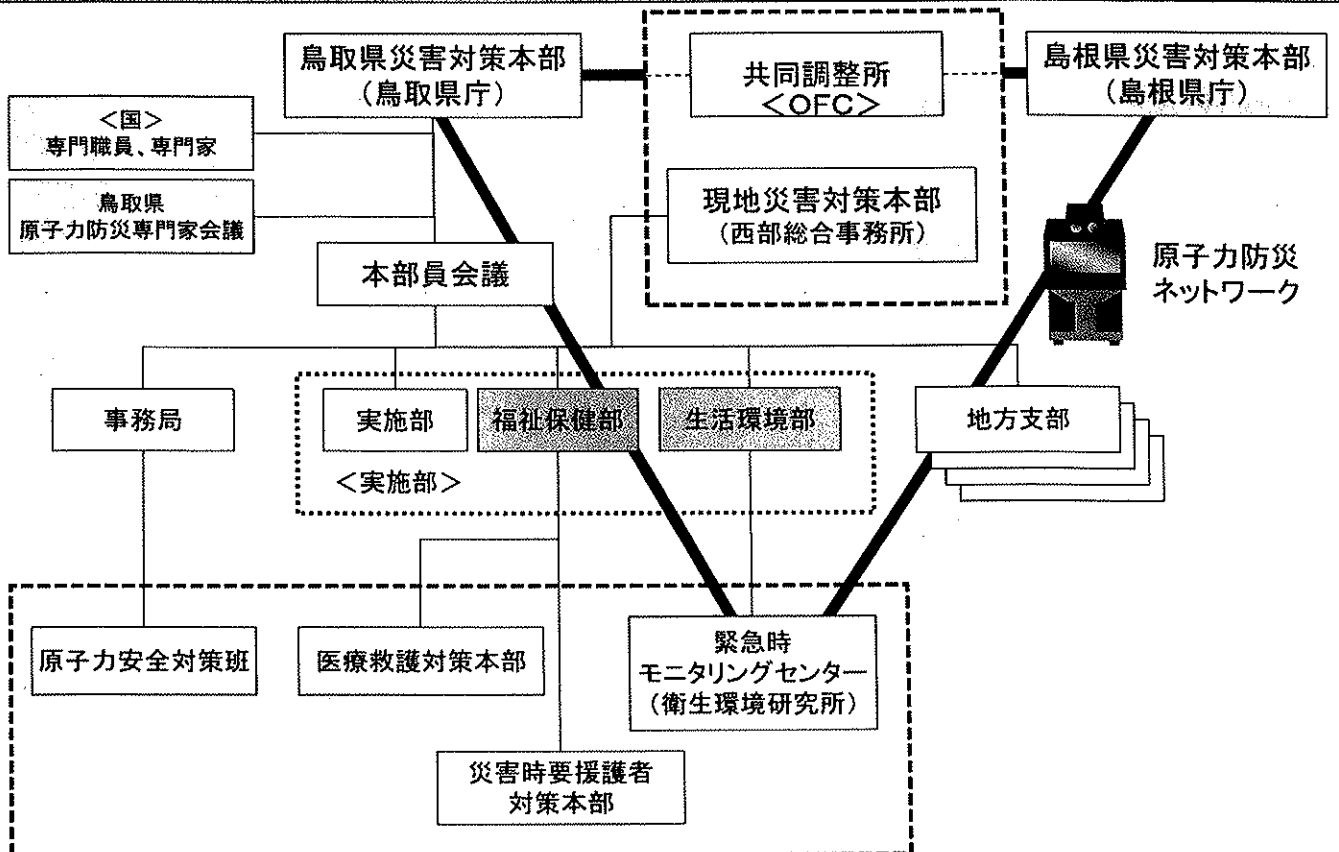 鳥取県災害対策本部
(鳥取県庁)
共同調整所
<OFC>
島根県災害対策本部
(島根県庁)
<国>
専門職員、専門家
鳥取県
原子力防災専門家会議
現地災害対策本部
(西部総合事務所)
本部員会議
原子力防災
ネットワーク
事務局
実施部
福祉保健部
生活環境部
地方支部
<実施部>
原子力安全対策班
医療救護対策本部
緊急時
モニタリングセンター
(衛生環境研究所)
災害時要援護者
対策本部